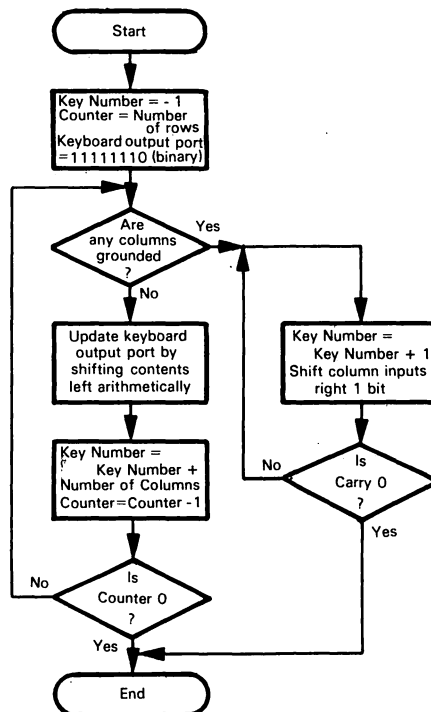 Start
Key Number = - 1
Counter = Number
of rows
Keyboard output port
= 11111110 (binary)
Are
any columns
grounded
?
Yes
No
Update keyboard
output port by
shifting contents
left arithmetically
Key Number =
Key Number + 1
Shift column inputs
right 1 bit
Key Number =
Key Number +
Number of Columns
Counter=Counter -1
No
Is
Carry 0
?
Yes
No
Is
Counter 0
?
Yes
End